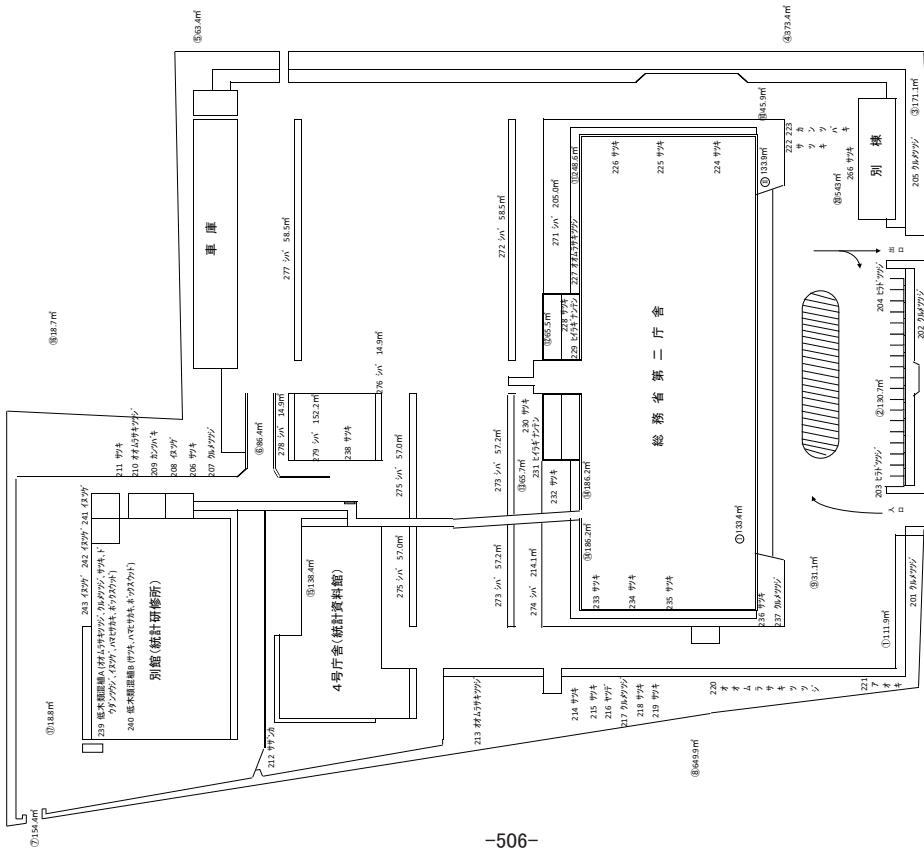 ⑤63.4㎡
④373.4㎡
⑯18.7㎡
車庫
277 シバ 58.5㎡
272 シバ 58.5㎡
271 シバ 205.0㎡
⑪248.6㎡
227 オオムラサキツツジ
⑫65.5㎡
228 サツキ
229 ヒイラギナンテン
226 サツキ
225 サツキ
224 サツキ
総務省第二庁舎
133.9㎡
45.9㎡
222 サツキ
223 カンツバキ
543㎡
266 サツキ
別棟
③171.1㎡
205 クルメツツジ
出口
204 ヒラドツツジ
202 クルメツツジ
②130.7㎡
203 ヒラドツツジ
入口
201 クルメツツジ
①111.9㎡
⑨31.1㎡
①133.4㎡
236 サツキ
237 クルメツツジ
233 サツキ
234 サツキ
235 サツキ
⑭186.2㎡
⑭186.2㎡
232 サツキ
230 サツキ
231 ヒイラギナンテン
⑬65.7㎡
273 シバ 57.2㎡
273 シバ 57.2㎡
274 シバ 214.1㎡
275 シバ 57.0㎡
275 シバ 57.0㎡
276 シバ 14.9㎡
278 シバ 14.9㎡
279 シバ 152.2㎡
238 サツキ
⑥86.4㎡
211 サツキ
210 オオムラサキツツジ
209 カンツバキ
208 イヌツゲ
206 サツキ
207 クルメツツジ
243 イヌツゲ 242 イヌツゲ 241 イヌツゲ
239 低木類混植A (オオムラサキツツジ、クルメツツジ、サツキ、ド
ウダンツツジ、イヌツゲ、ハマヒサカキ、ボックスウッド)
240 低木類混植B (サツキ、ハマヒサカキ、ボックスウッド)
別館(統計研修所)
⑰18.8㎡
⑦154.4㎡
⑮138.4㎡
4号庁舎(統計資料館)
212 サザンカ
213 オオムラサキツツジ
214 サツキ
215 サツキ
216 ヤツデ
217 クルメツツジ
218 サツキ
219 サツキ
220 オオムラサキツツジ
221 アオキ
⑧649.9㎡
-506-